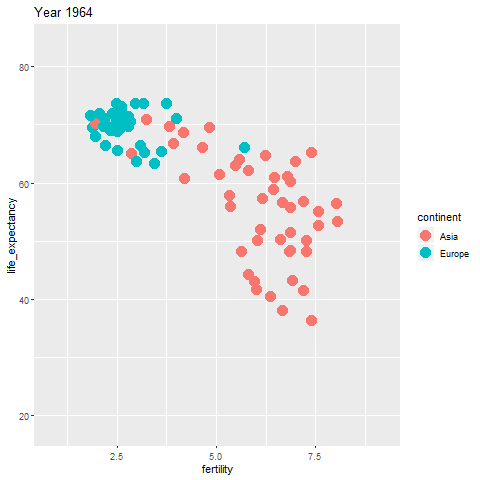 Year 1964
80
60
40
20
life_expectancy
2.5 5.0 7.5
fertility
continent
Asia
Europe